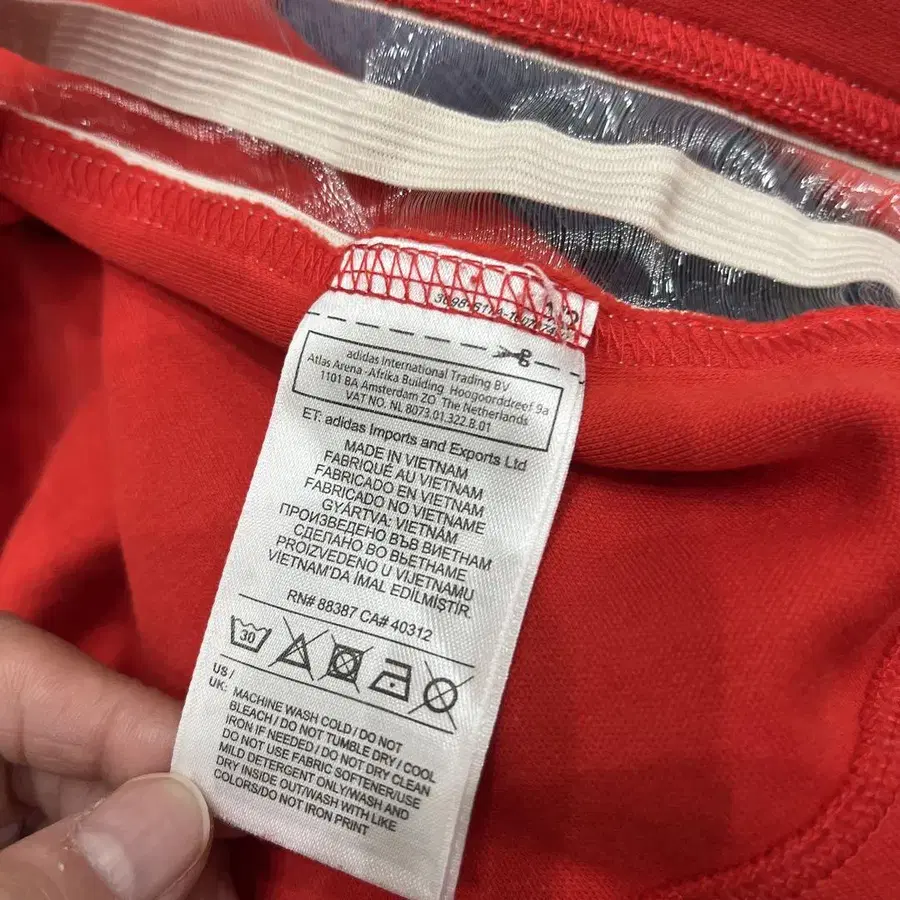 1/2
adidas International Trading BV
Atlas Arena -Afrika Building Hoogoorddreef 9a
1101 BA Amsterdam ZO The Netherlands
VAT NO. NL 8073.01.322.B.01
ET: adidas Imports and Exports Ltd
MADE IN VIETNAM
FABRIQUÉ AU VIETNAM
FABRICADO EN VIETNAM
FABRICADO NO VIETNAME
GYÁRTVA: VIETNAM
ПРОИЗВЕДЕНО ВЪВ ВИЕТНАМ
СДЕЛАНО ВО ВЬЕТНАМЕ
PROIZVEDENO U VIJETNAMU
VİETNAM'DA İMAL EDİLMİŞTİR.
RN# 88387 CA# 40312
30
US /
UK: MACHINE WASH COLD / DO NOT
BLEACH / DO NOT TUMBLE DRY / COOL
IRON IF NEEDED / DO NOT DRY CLEAN
DO NOT USE FABRIC SOFTENER/USE
MILD DETERGENT ONLY/WASH AND
DRY INSIDE OUT/WASH WITH LIKE
COLORS/DO NOT IRON PRINT